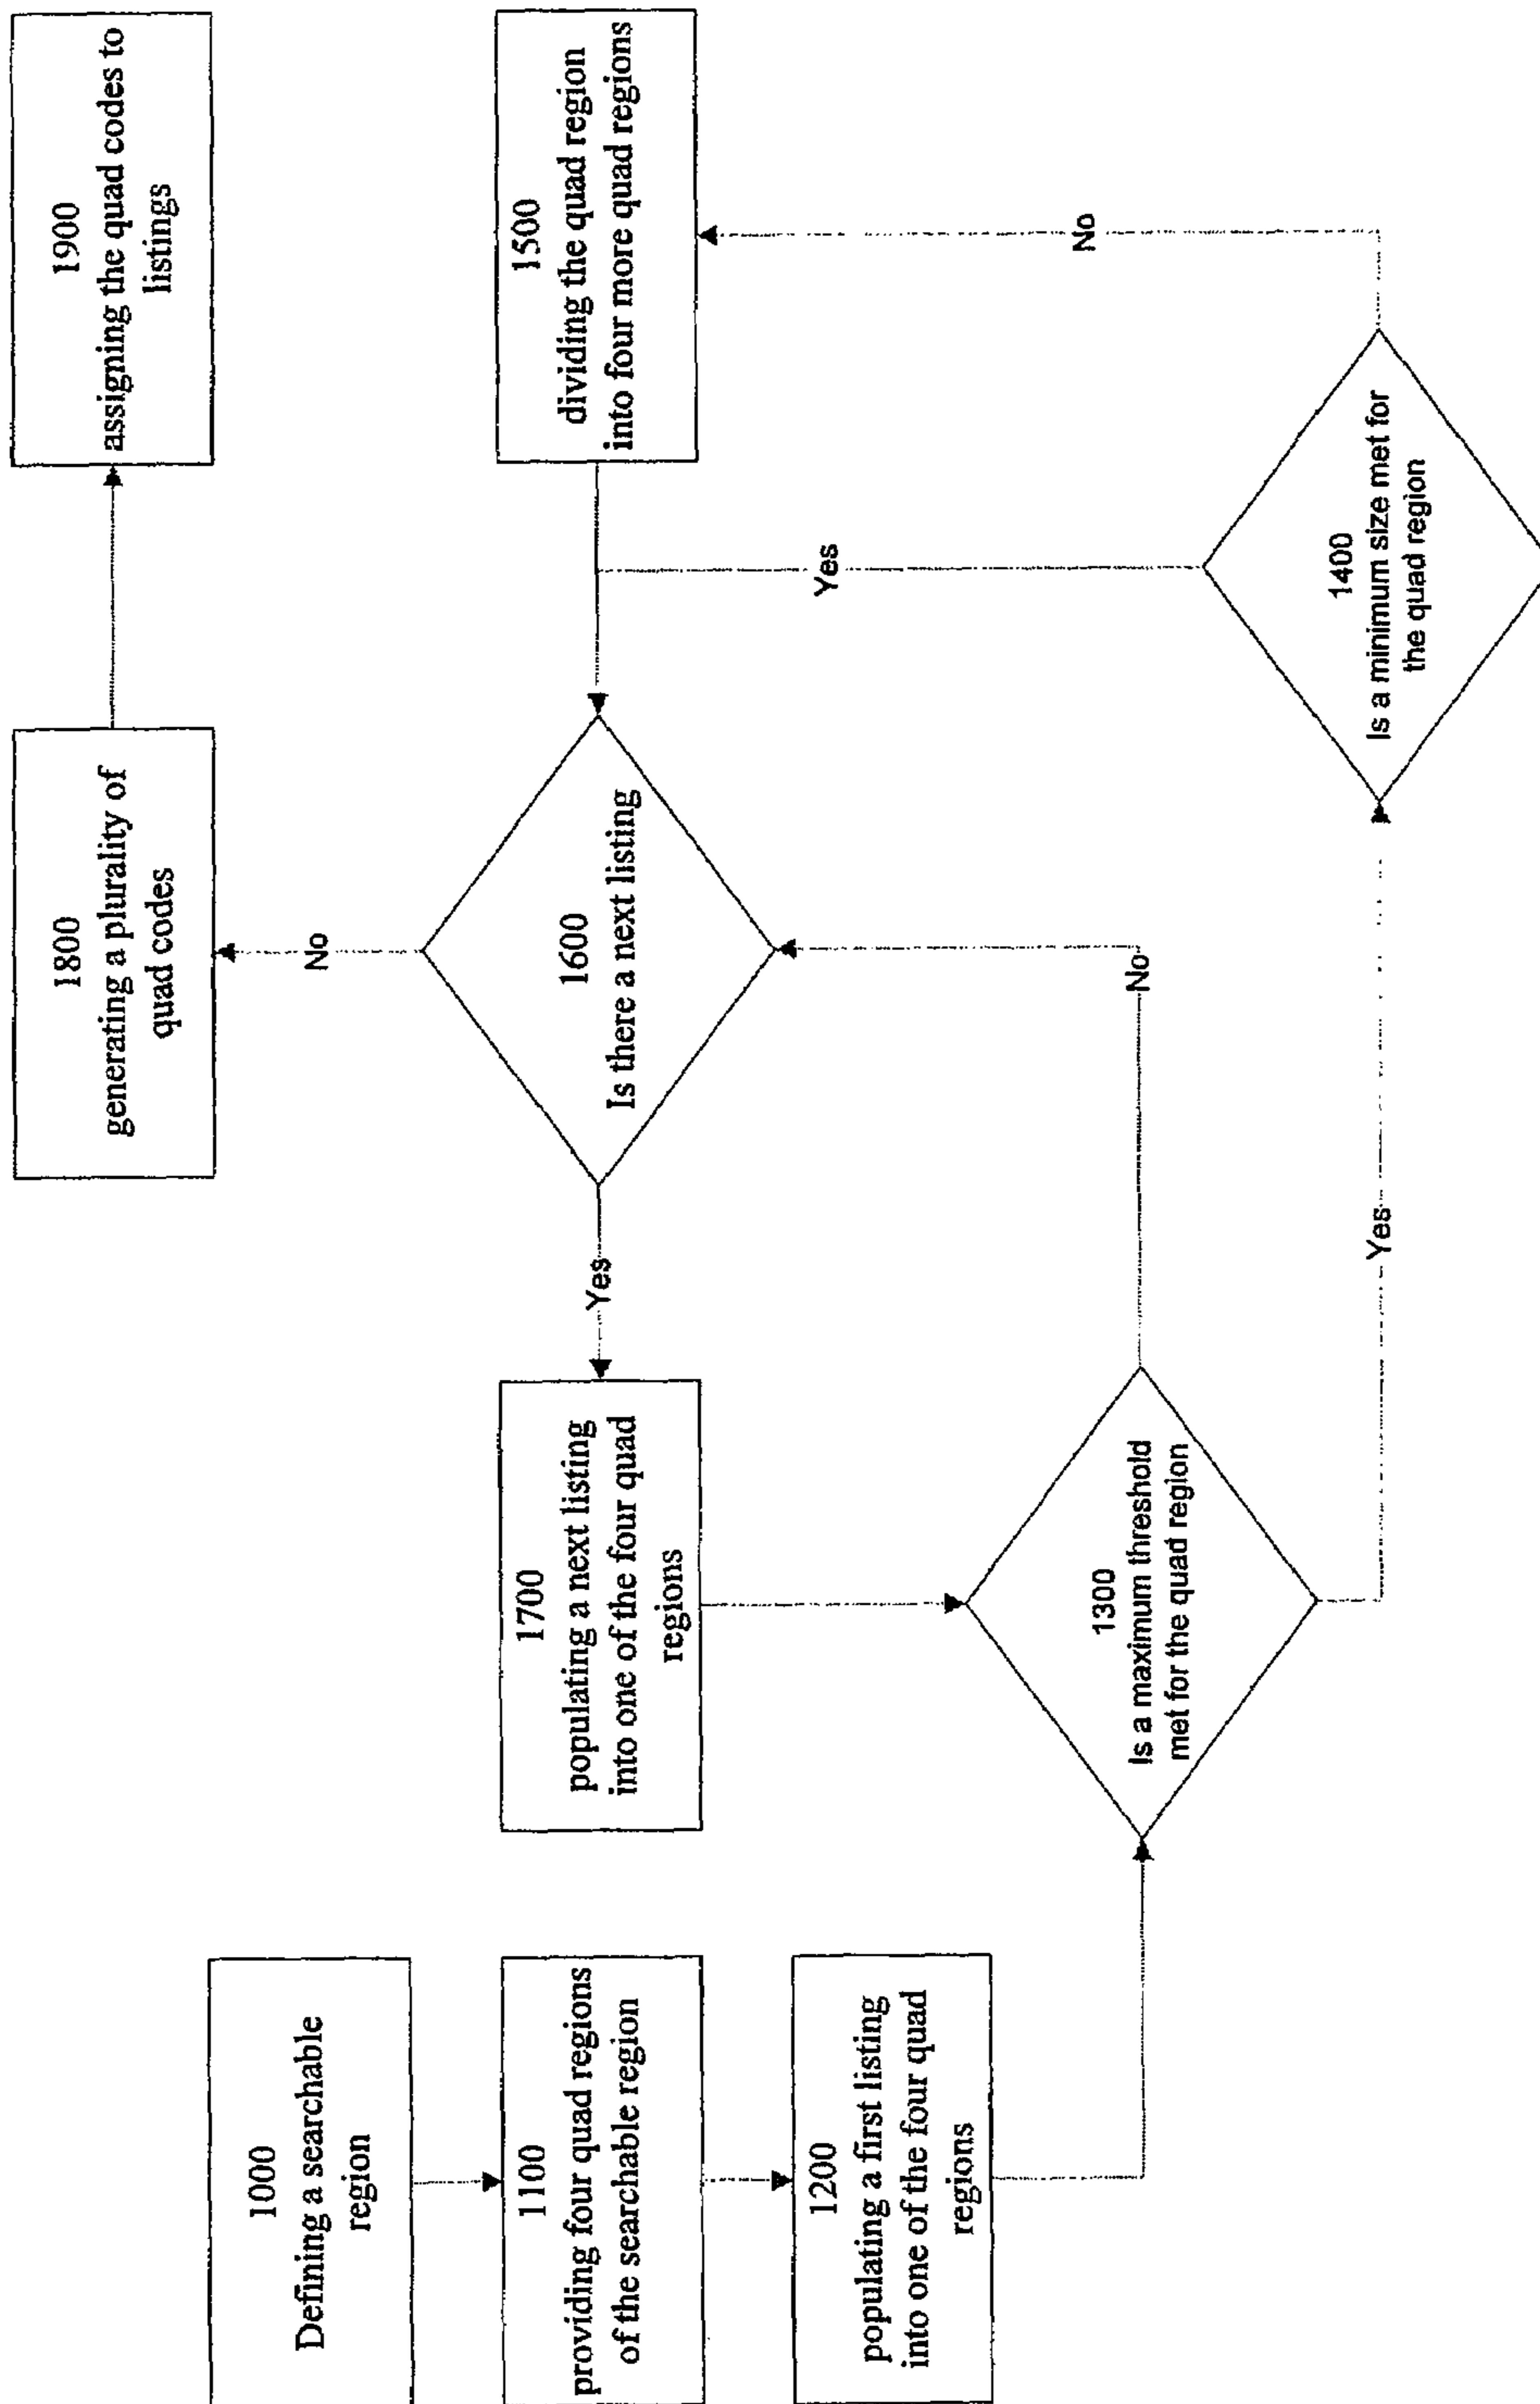 1000
Defining a searchable
region
1100
providing four quad regions
of the searchable region
1200
populating a first listing
into one of the four quad
regions
1300
Is a maximum threshold
met for the quad region
No
Yes
1400
Is a minimum size met for
the quad region
No
Yes
1500
dividing the quad region
into four more quad regions
1600
Is there a next listing
Yes
No
1700
populating a next listing
into one of the four quad
regions
1800
generating a plurality of
quad codes
1900
assigning the quad codes to
listings